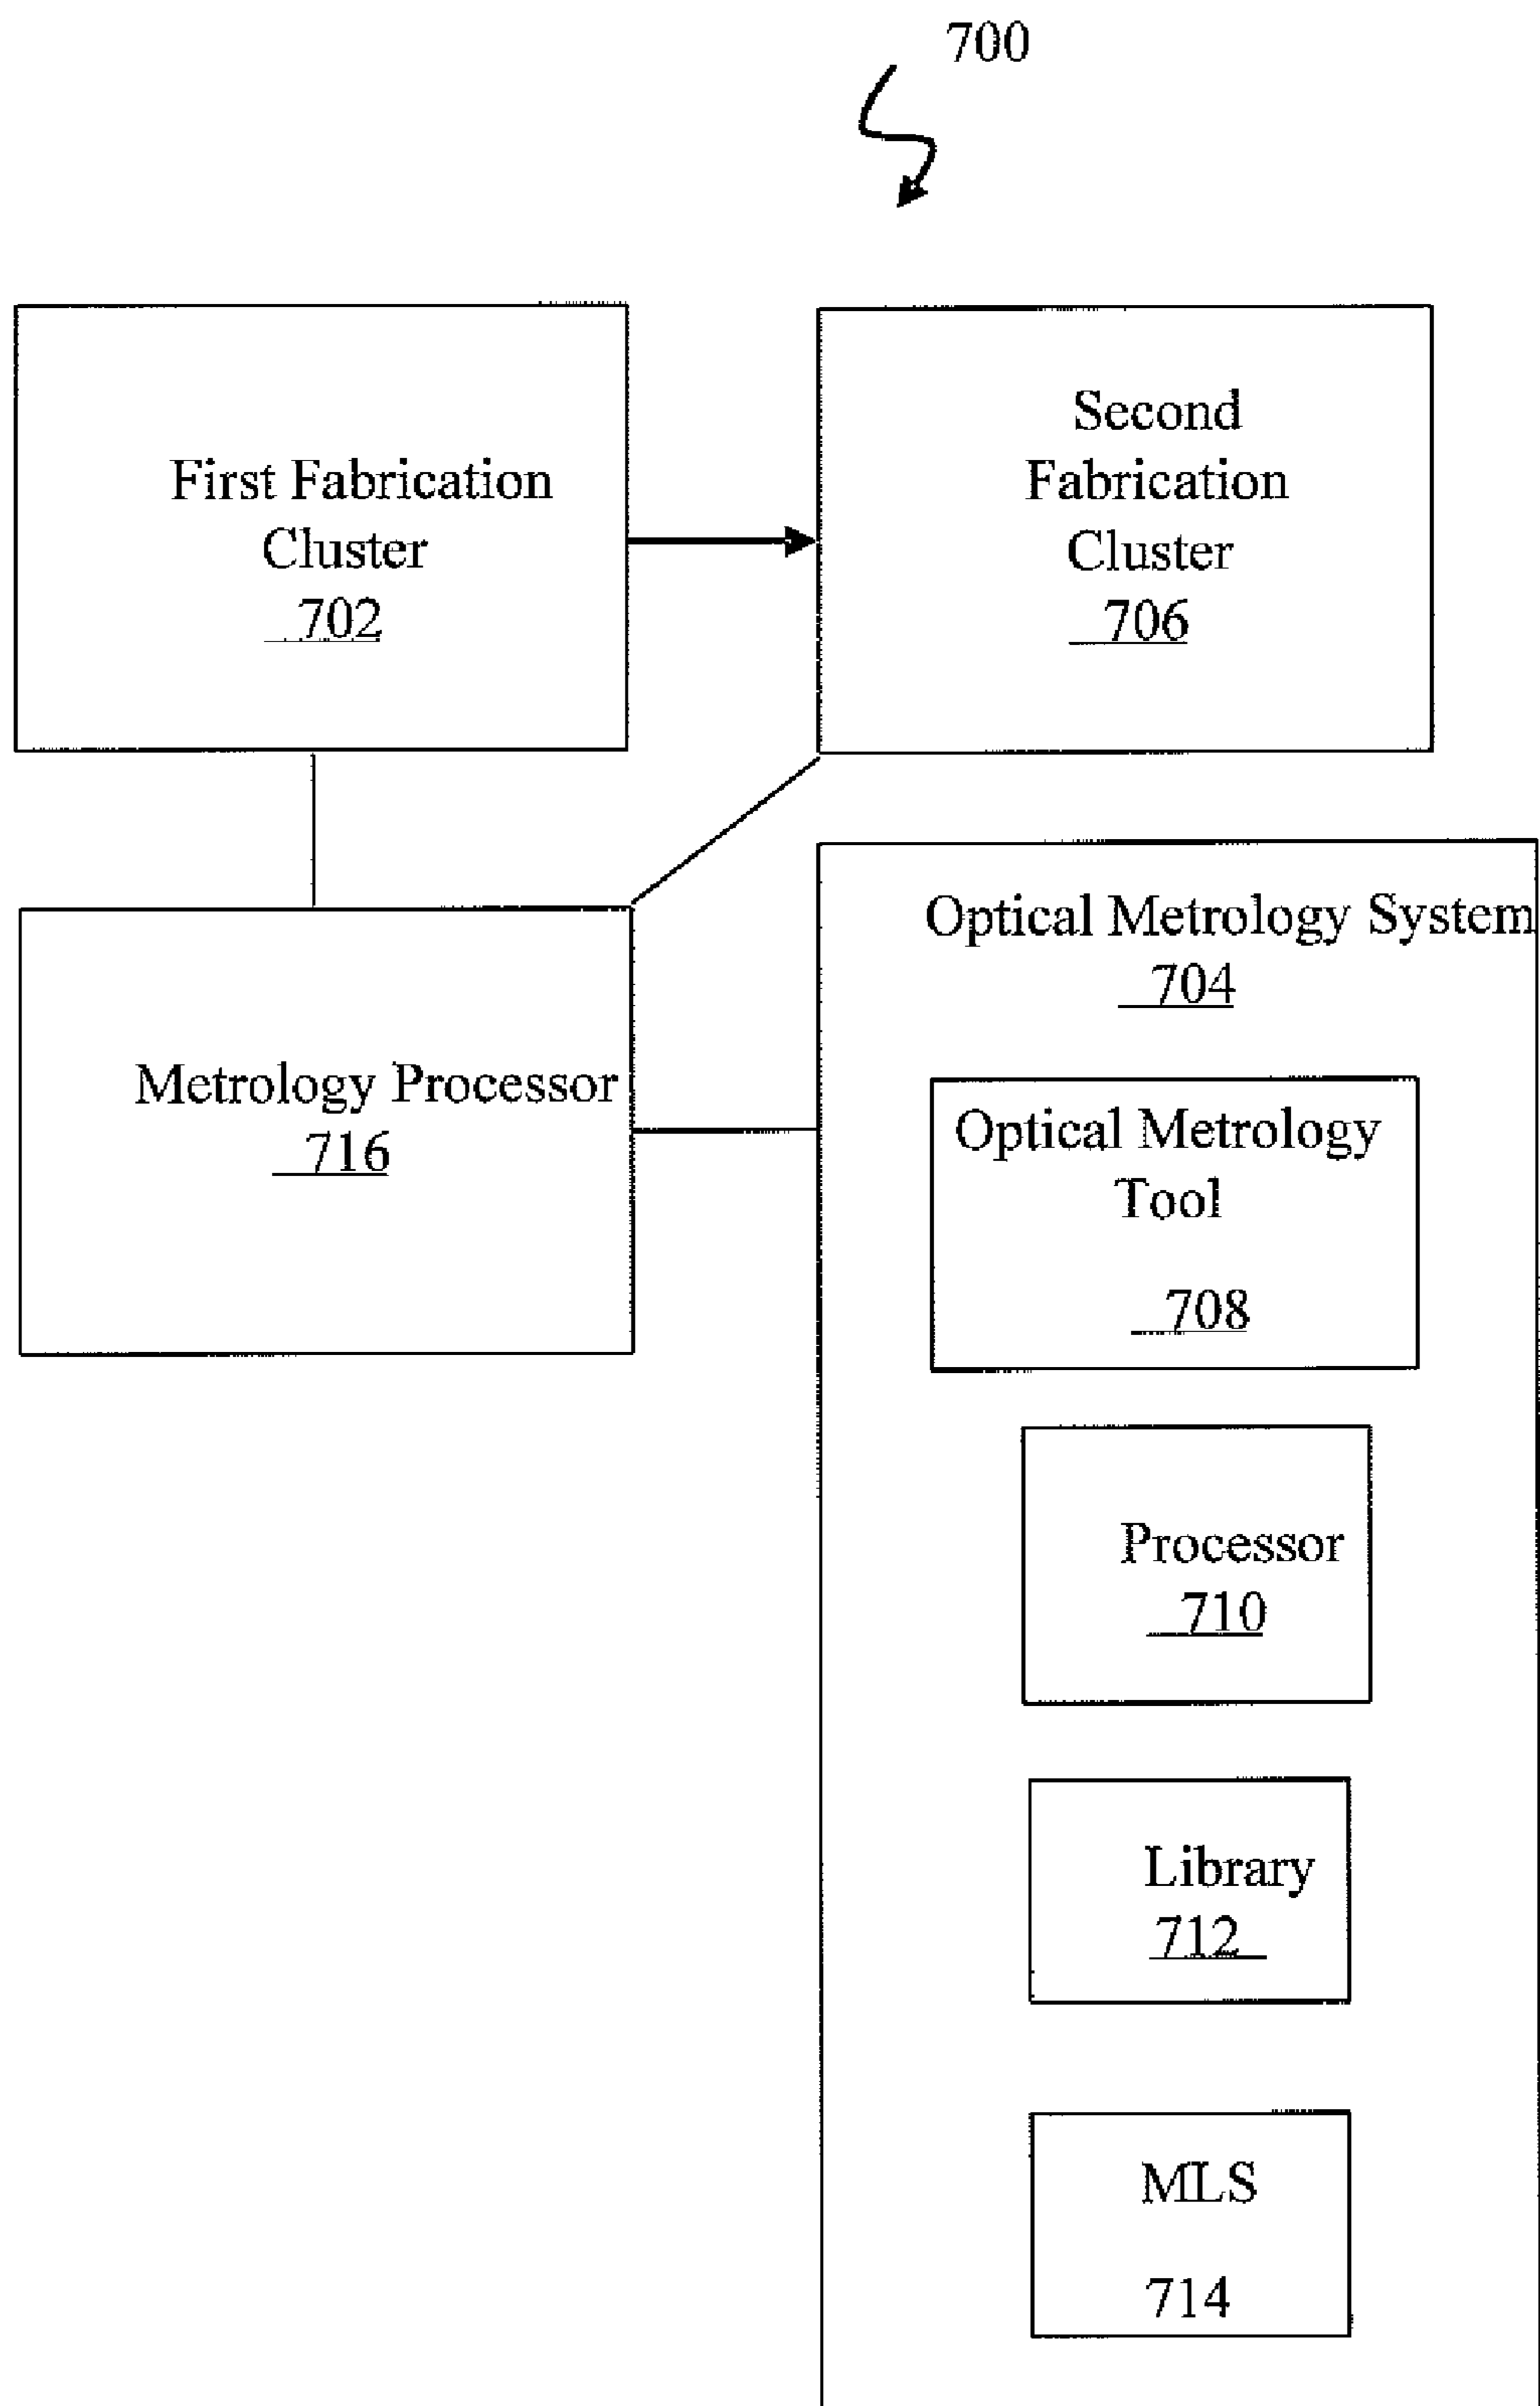 700
First Fabrication
Cluster
702
Second
Fabrication
Cluster
706
Metrology Processor
716
Optical Metrology System
704
Optical Metrology
Tool
708
Processor
710
Library
712
MLS
714